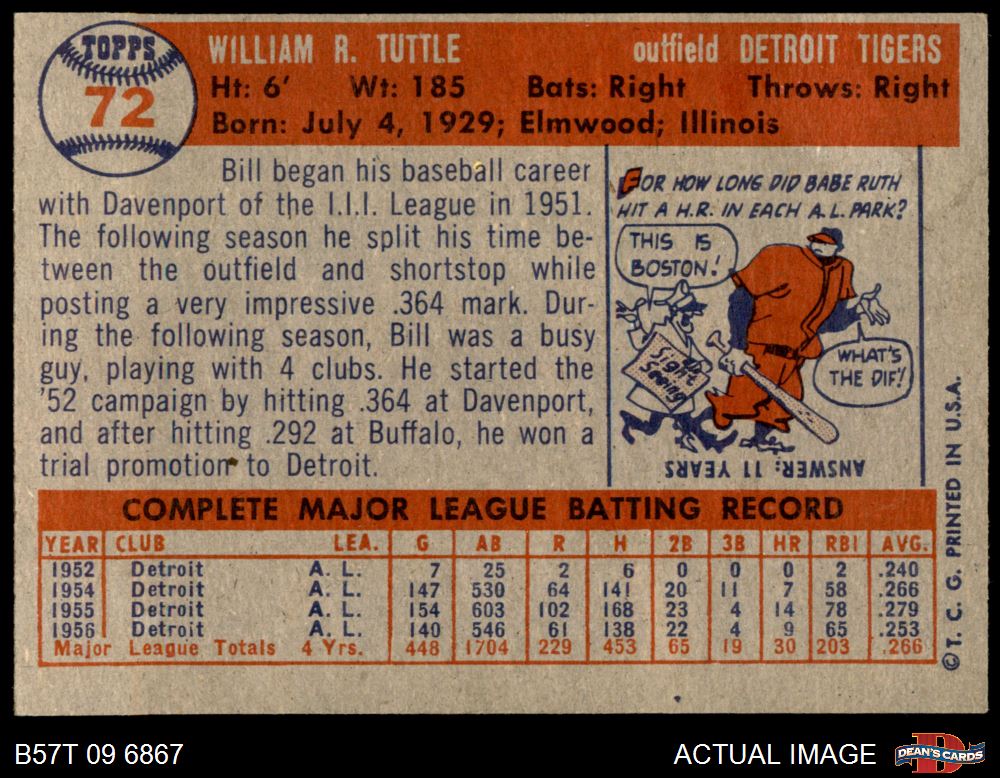 TOPPS
72
WILLIAM R. TUTTLE outfield DETROIT TIGERS
Ht: 6' Wt: 185 Bats: Right Throws: Right
Born: July 4, 1929; Elmwood; Illinois
Bill began his baseball career
with Davenport of the I.I.I. League in 1951.
The following season he split his time be-
tween the outfield and shortstop while
posting a very impressive .364 mark. Dur-
ing the following season, Bill was a busy
guy, playing with 4 clubs. He started the
'52 campaign by hitting .364 at Davenport,
and after hitting .292 at Buffalo, he won a
trial promotion to Detroit.
FOR HOW LONG DID BABE RUTH
HIT A H.R. IN EACH A.L. PARK?
THIS IS
BOSTON!
Sight
Seeing
WHAT'S
THE DIF!
ANSWER: 11 YEARS
COMPLETE MAJOR LEAGUE BATTING RECORD
YEAR CLUB LEA. G AB R H 2B 3B HR RBI AVG.
1952 Detroit A. L. 7 25 2 6 0 0 0 2 .240
1954 Detroit A. L. 147 530 64 141 20 11 7 58 .266
1955 Detroit A. L. 154 603 102 168 23 4 14 78 .279
1956 Detroit A. L. 140 546 61 138 22 4 9 65 .253
Major League Totals 4 Yrs. 448 1704 229 453 65 19 30 203 .266
© T. C. G. PRINTED IN U.S.A.
B57T 09 6867
ACTUAL IMAGE
D
DEAN'S CARDS